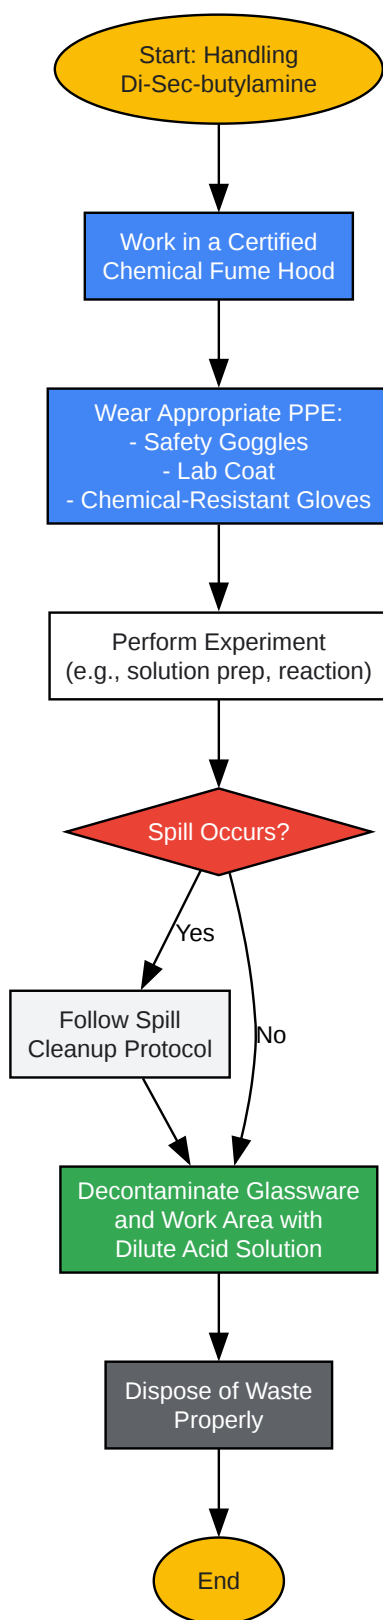 Start: Handling
Di-Sec-butylamine
Work in a Certified
Chemical Fume Hood
Wear Appropriate PPE:
- Safety Goggles
- Lab Coat
- Chemical-Resistant Gloves
Perform Experiment
(e.g., solution prep, reaction)
Spill Occurs?
Yes
Follow Spill
Cleanup Protocol
No
Decontaminate Glassware
and Work Area with
Dilute Acid Solution
Dispose of Waste
Properly
End